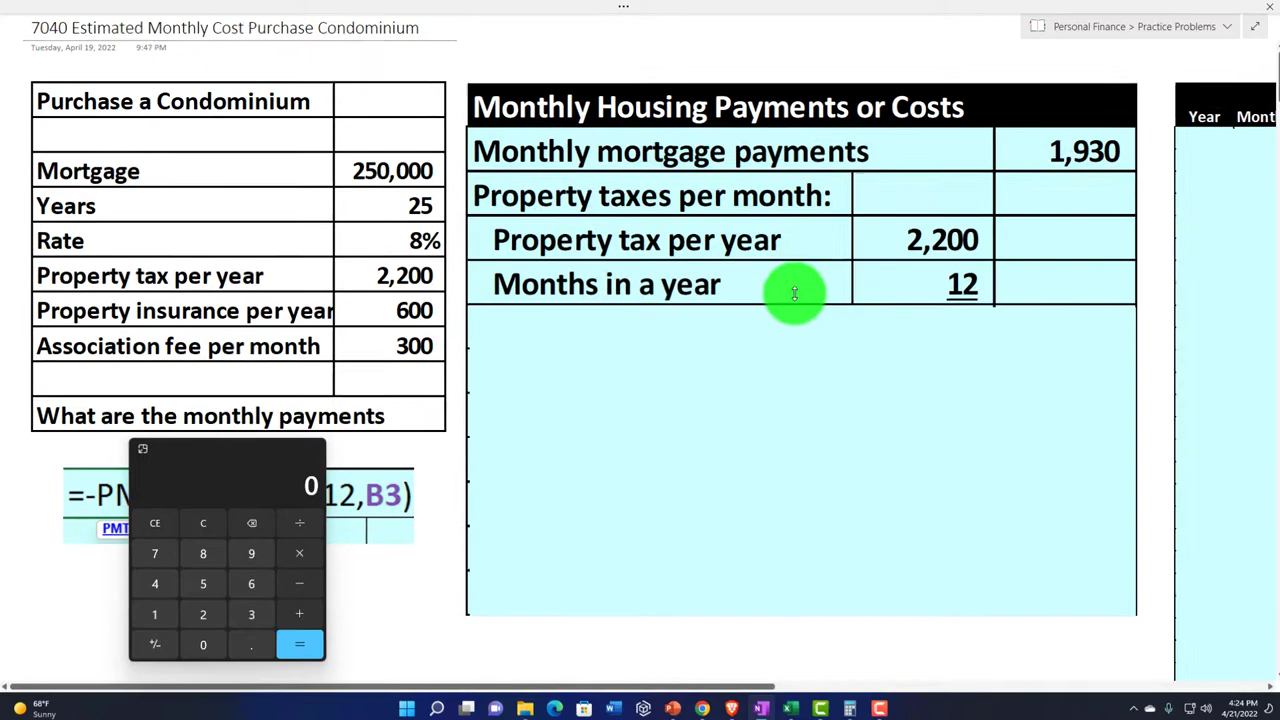 7040 Estimated Monthly Cost Purchase Condominium
Tuesday, April 19, 2022 9:47 PM
Personal Finance > Practice Problems
Purchase a Condominium
Mortgage 250,000
Years 25
Rate 8%
Property tax per year 2,200
Property insurance per year 600
Association fee per month 300
What are the monthly payments
Monthly Housing Payments or Costs
Monthly mortgage payments 1,930
Property taxes per month:
Property tax per year 2,200
Months in a year 12
Year
0
CE C ÷
7 8 9 ×
4 5 6 −
1 2 3 +
+/- 0 . =
12,B3)
68°F
Sunny
4:24 PM
4/21/2022